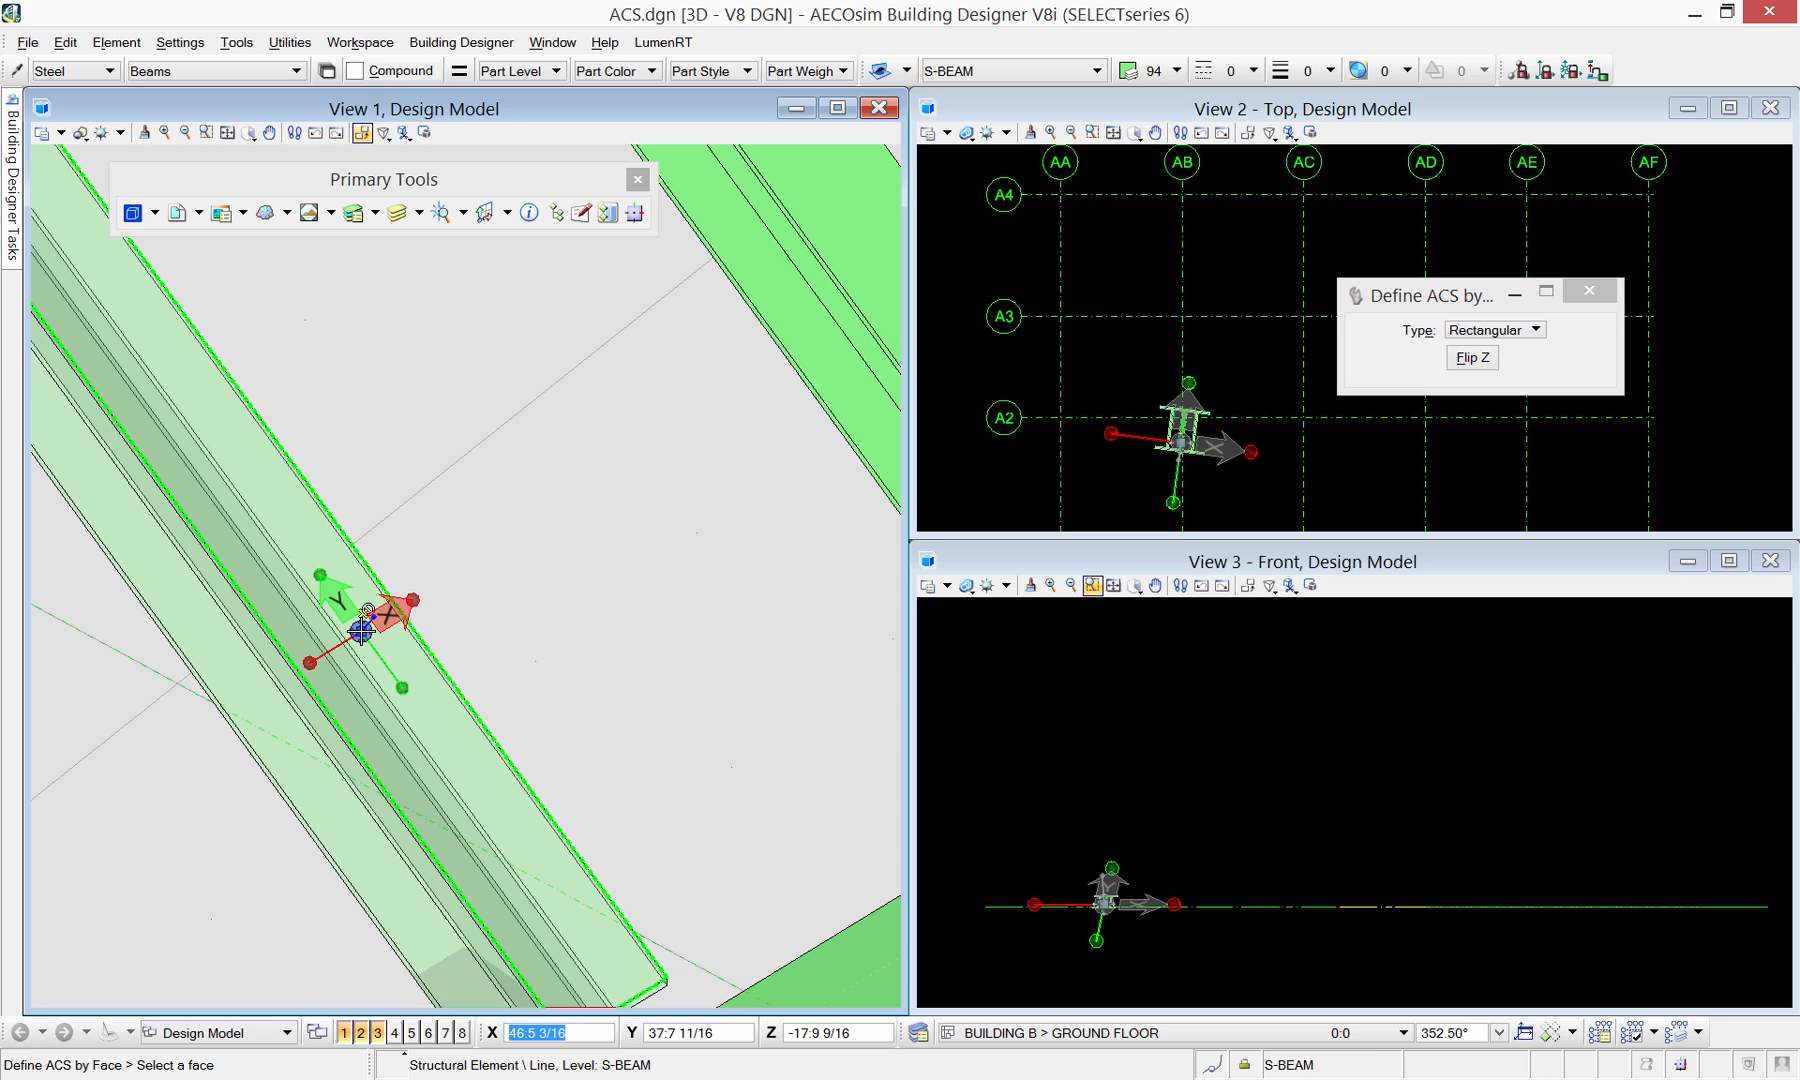 ACS.dgn [3D - V8 DGN] - AECOsim Building Designer V8i (SELECTseries 6)
File Edit Element Settings Tools Utilities Workspace Building Designer Window Help LumenRT
Steel Beams Compound Part Level Part Color Part Style Part Weigh S-BEAM 94 0 0 0 0
Building Designer Tasks
View 1, Design Model
Primary Tools
Y
X
View 2 - Top, Design Model
AA AB AC AD AE AF
A4
A3
A2
X
Define ACS by...
Type: Rectangular
Flip Z
View 3 - Front, Design Model
X
Design Model 1 2 3 4 5 6 7 8 X 46:5 3/16 Y 37:7 11/16 Z -17:9 9/16 BUILDING B > GROUND FLOOR 0:0 352.50°
Define ACS by Face > Select a face Structural Element \ Line, Level: S-BEAM S-BEAM